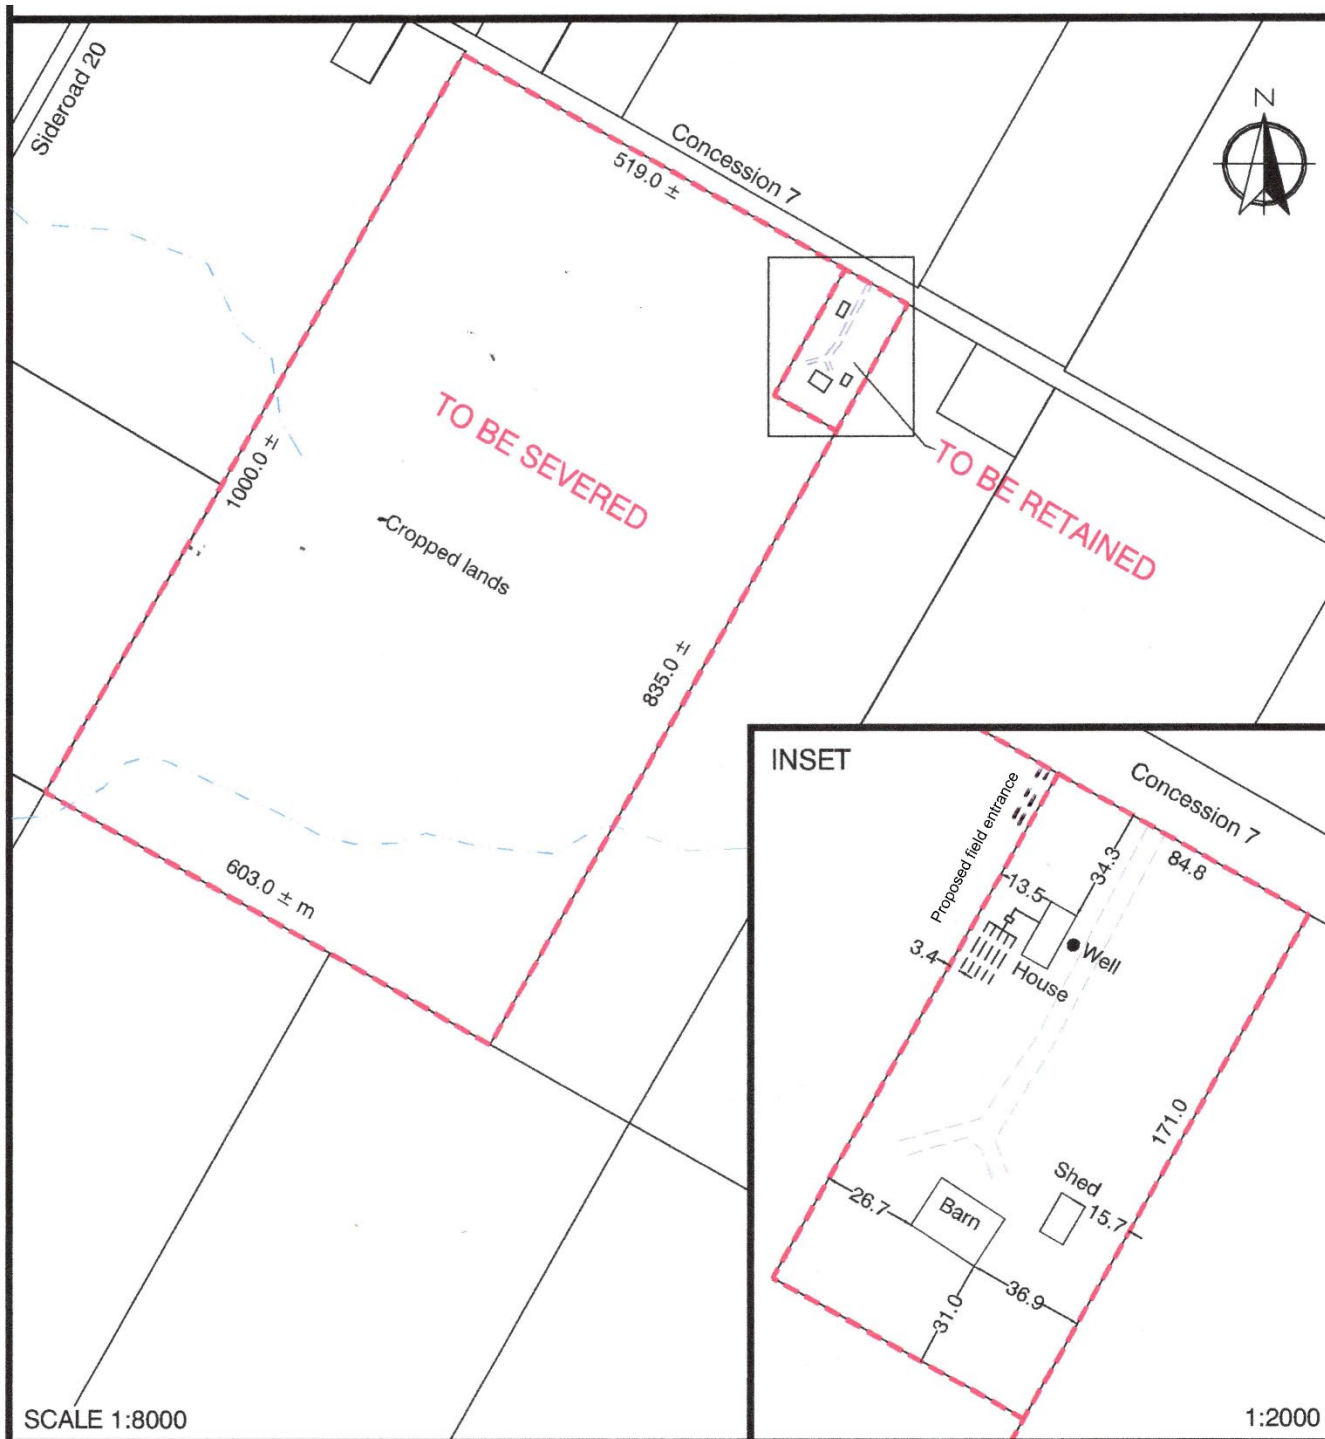 Sideroad 20
N
Concession 7
519.0 ±
TO BE SEVERED
1000.0 ±
TO BE RETAINED
Cropped lands
835.0 ±
603.0 ± m
SCALE 1:8000
INSET
Concession 7
Proposed field entrance
34.3
84.8
13.5
3.4
Well
House
171.0
Shed
15.7
26.7
Barn
36.9
31.0
1:2000